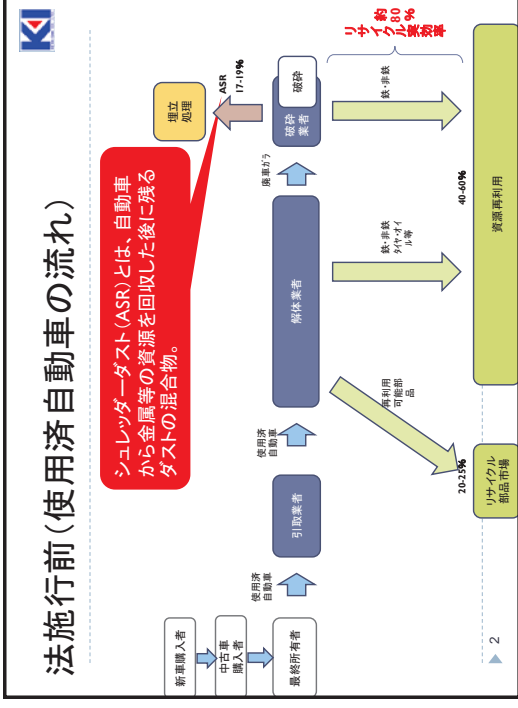 法施行前(使用済自動車の流れ)
KI
シュレッダーダスト(ASR)とは、自動車
から金属等の資源を回収した後に残る
ダストの混合物。
新車購入者
中古車
購入者
最終所有者
使用済
自動車
引取業者
使用済
自動車
解体業者
廃車ガラ
破砕
業者
破砕
ASR
17-19%
埋立
処理
再利用
可能部
品
20-25%
リサイクル
部品市場
鉄・非鉄
タイヤ・オイ
ル等
40-60%
鉄・非鉄
資源再利用
約
80
%
リサイクル実効率
2